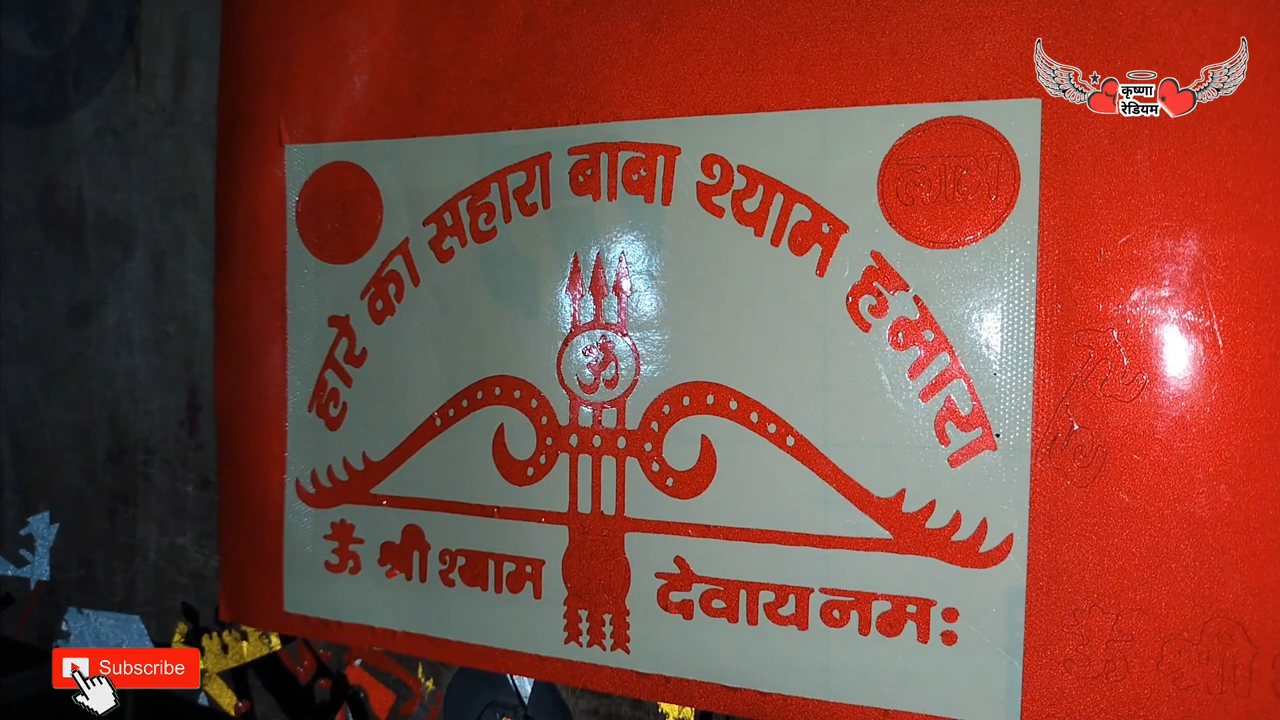 कृष्णा
रेडियम
हारे का सहारा बाबा श्याम हमारा
लाभ
ॐ
ॐ श्री श्याम देवाय नमः
Subscribe